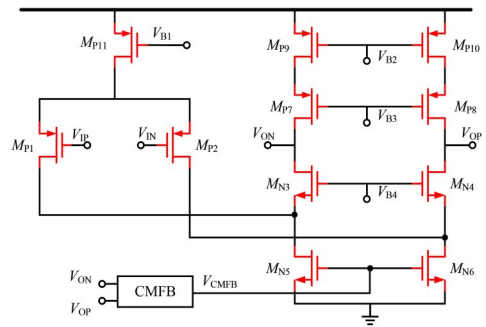 M_P11 V_B1 M_P9 V_B2 M_P10
M_P7 V_B3 M_P8
M_P1 V_IP V_IN M_P2 V_ON V_OP
M_N3 V_B4 M_N4
M_N5 M_N6
V_ON CMFB V_CMFB
V_OP